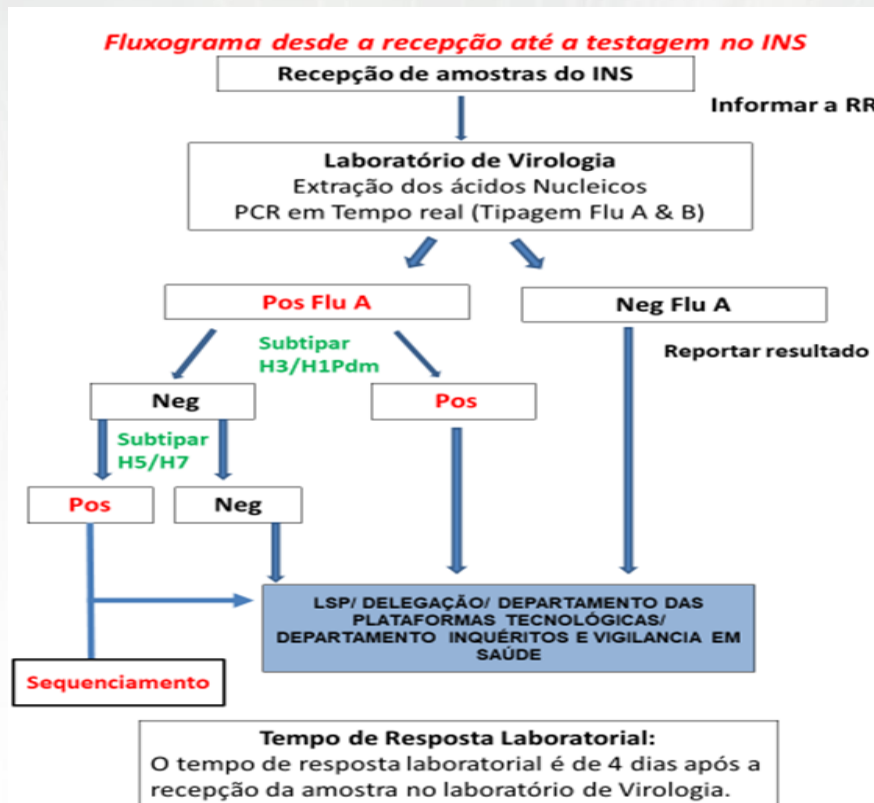 Fluxograma desde a recepção até a testagem no INS
Recepção de amostras do INS
Informar a RR
Laboratório de Virologia
Extração dos ácidos Nucleicos
PCR em Tempo real (Tipagem Flu A & B)
Pos Flu A
Neg Flu A
Subtipar
H3/H1Pdm
Reportar resultado
Neg
Pos
Subtipar
H5/H7
Pos
Neg
LSP/ DELEGAÇÃO/ DEPARTAMENTO DAS
PLATAFORMAS TECNOLÓGICAS/
DEPARTAMENTO INQUÉRITOS E VIGILANCIA EM
SAÚDE
Sequenciamento
Tempo de Resposta Laboratorial:
O tempo de resposta laboratorial é de 4 dias após a
recepção da amostra no laboratório de Virologia.